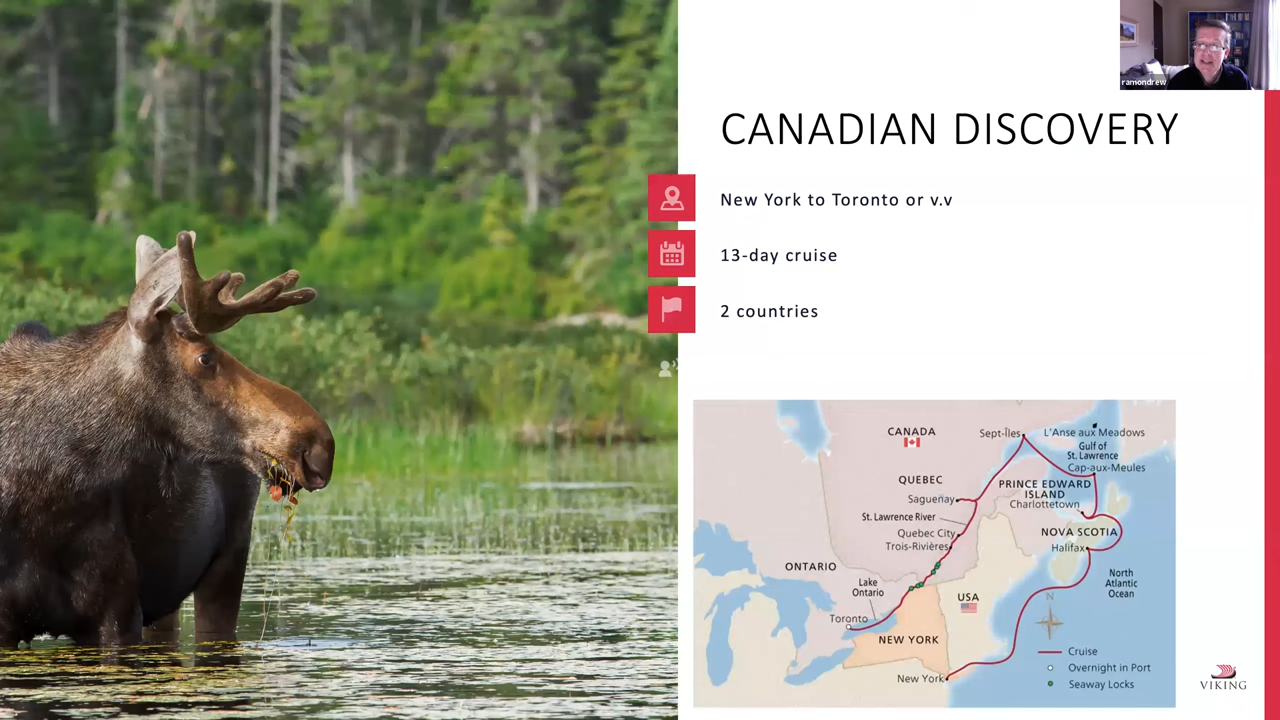 ramondrew
CANADIAN DISCOVERY
New York to Toronto or v.v
13-day cruise
2 countries
CANADA
Sept-Îles
L'Anse aux Meadows
Gulf of
St. Lawrence
Cap-aux-Meules
QUEBEC
PRINCE EDWARD
ISLAND
Saguenay
Charlottetown
St. Lawrence River
Quebec City
NOVA SCOTIA
Trois-Rivières
Halifax
ONTARIO
Lake
Ontario
North
Atlantic
Ocean
USA
N
Toronto
NEW YORK
New York
Cruise
Overnight in Port
Seaway Locks
VIKING